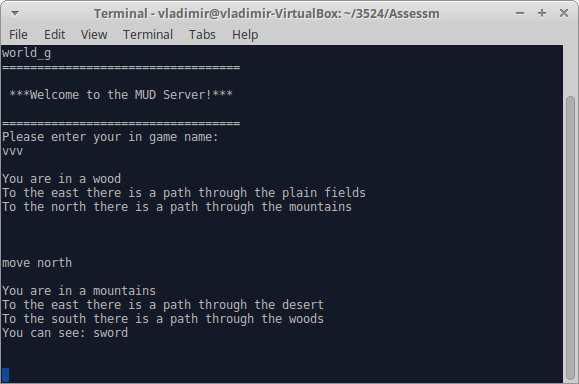 Terminal - vladimir@vladimir-VirtualBox: ~/3524/Assessm
File Edit View Terminal Tabs Help
world_g
==================================
***Welcome to the MUD Server!***
==================================
Please enter your in game name:
vvv
You are in a wood
To the east there is a path through the plain fields
To the north there is a path through the mountains
move north
You are in a mountains
To the east there is a path through the desert
To the south there is a path through the woods
You can see: sword